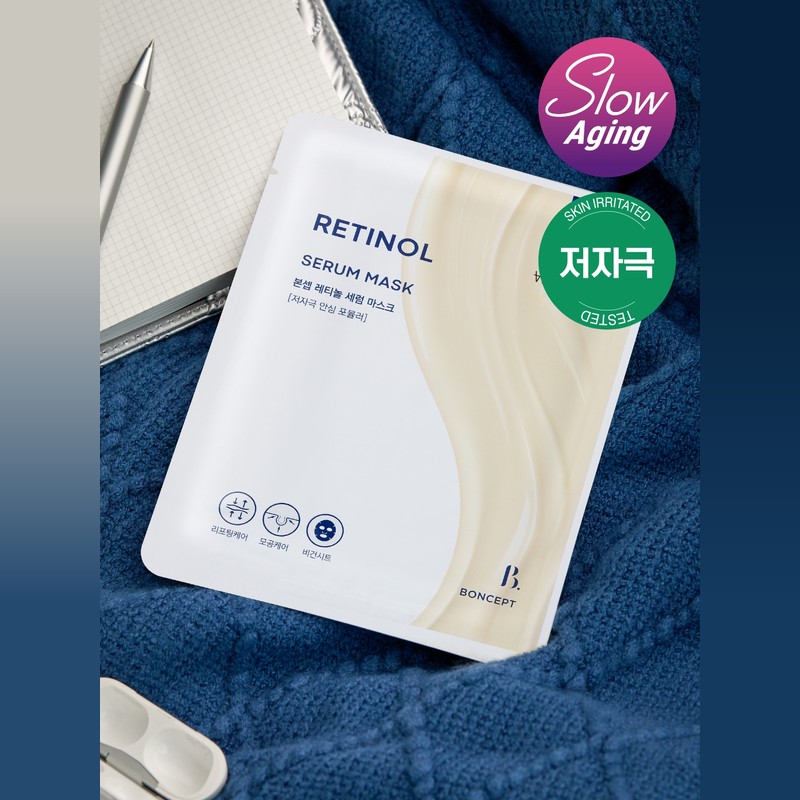 Slow
Aging
SKIN IRRITATED
저자극
TESTED
RETINOL
SERUM MASK
본셉 레티놀 세럼 마스크
[저자극 안심 포뮬러]
리프팅케어
모공케어
비건시트
B.
BONCEPT